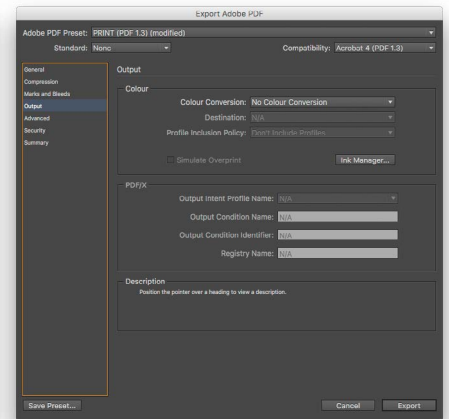 Export Adobe PDF
Adobe PDF Preset: PRINT (PDF 1.3) (modified)
Standard: None Compatibility: Acrobat 4 (PDF 1.3)
General
Compression
Marks and Bleeds
Output
Advanced
Security
Summary
Output
Colour
Colour Conversion: No Colour Conversion
Destination: N/A
Profile Inclusion Policy: Don't Include Profiles
Simulate Overprint Ink Manager...
PDF/X
Output Intent Profile Name: N/A
Output Condition Name: N/A
Output Condition Identifier: N/A
Registry Name: N/A
Description
Position the pointer over a heading to view a description.
Save Preset... Cancel Export